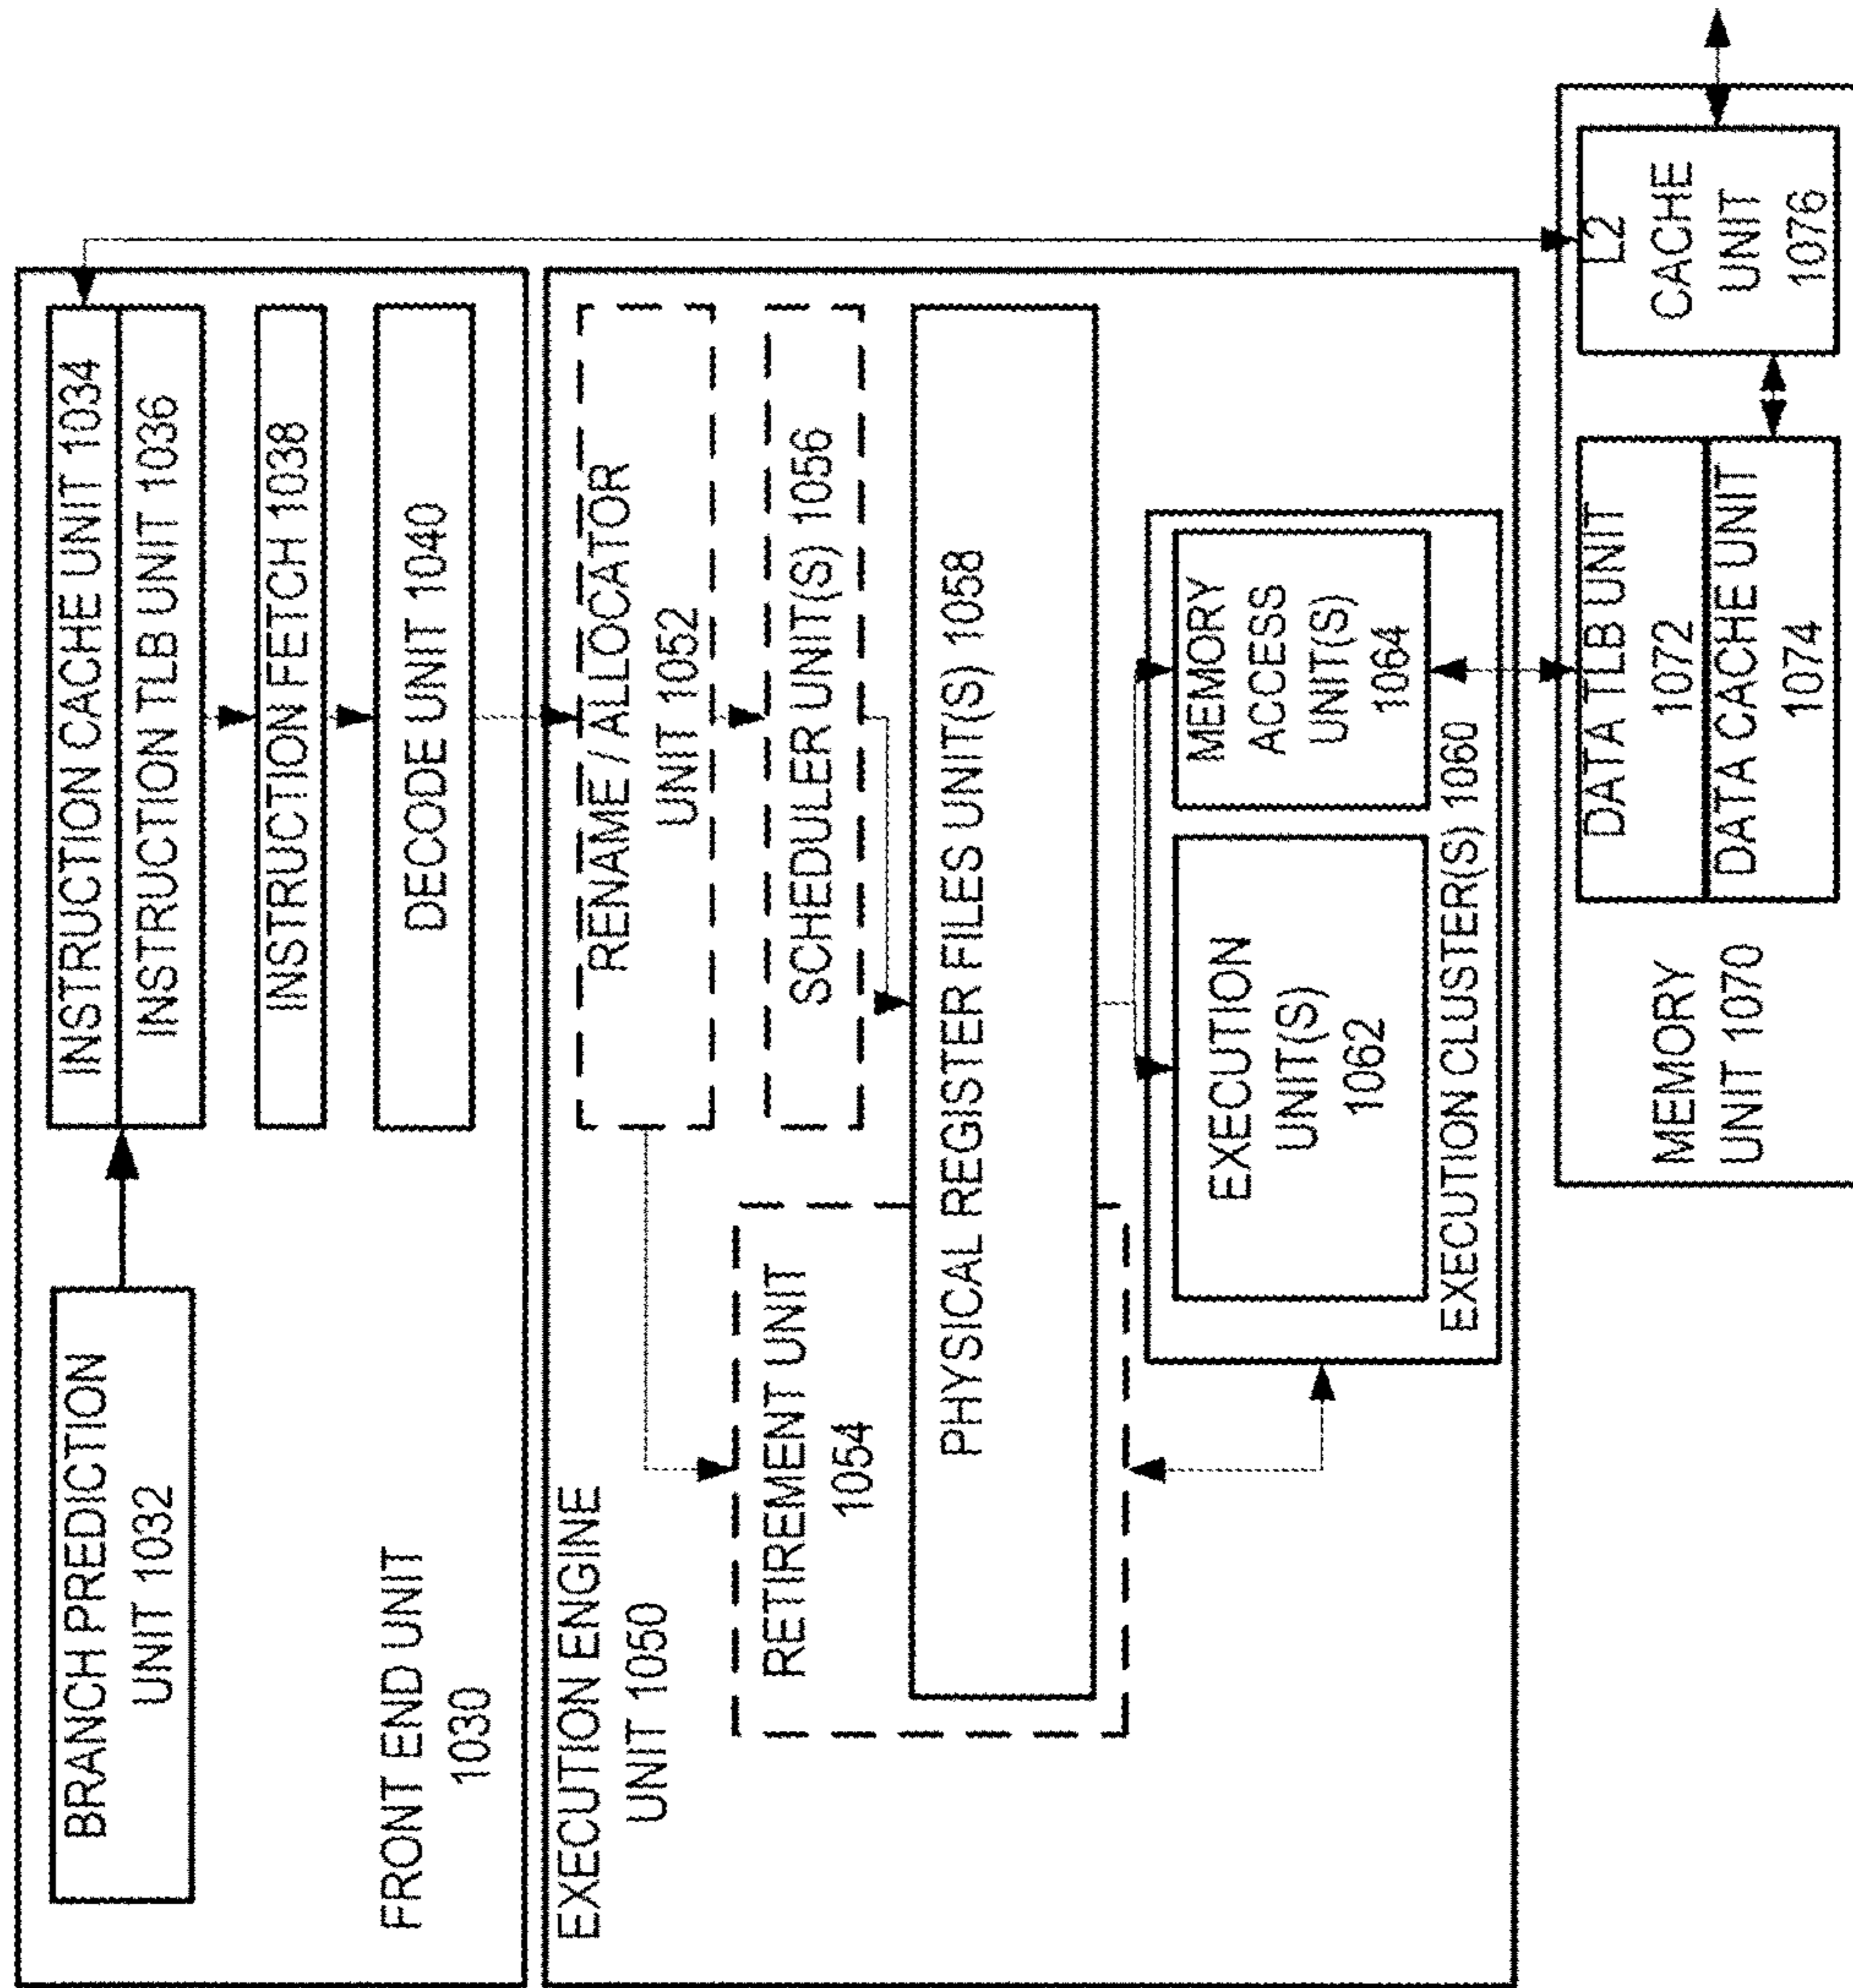 BRANCH PREDICTION
UNIT 1032
INSTRUCTION CACHE UNIT 1034
INSTRUCTION TLB UNIT 1036
INSTRUCTION FETCH 1038
DECODE UNIT 1040
FRONT END UNIT
1030
EXECUTION ENGINE
UNIT 1050
RENAME / ALLOCATOR
UNIT 1052
SCHEDULER UNIT(S) 1056
RETIREMENT UNIT
1054
PHYSICAL REGISTER FILES UNIT(S) 1058
EXECUTION
UNIT(S)
1062
MEMORY
ACCESS
UNIT(S)
1064
EXECUTION CLUSTER(S) 1060
MEMORY
UNIT 1070
DATA TLB UNIT
1072
DATA CACHE UNIT
1074
L2
CACHE
UNIT
1076